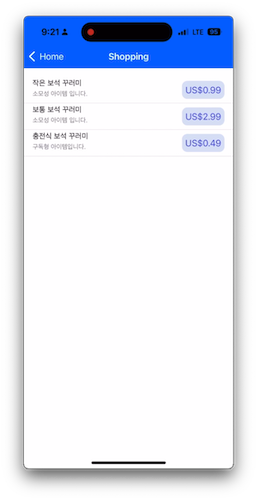 9:21
LTE
95
Home
Shopping
작은 보석 꾸러미
소모성 아이템 입니다.
US$0.99
보통 보석 꾸러미
소모성 아이템 입니다.
US$2.99
충전식 보석 꾸러미
구독형 아이템입니다.
US$0.49